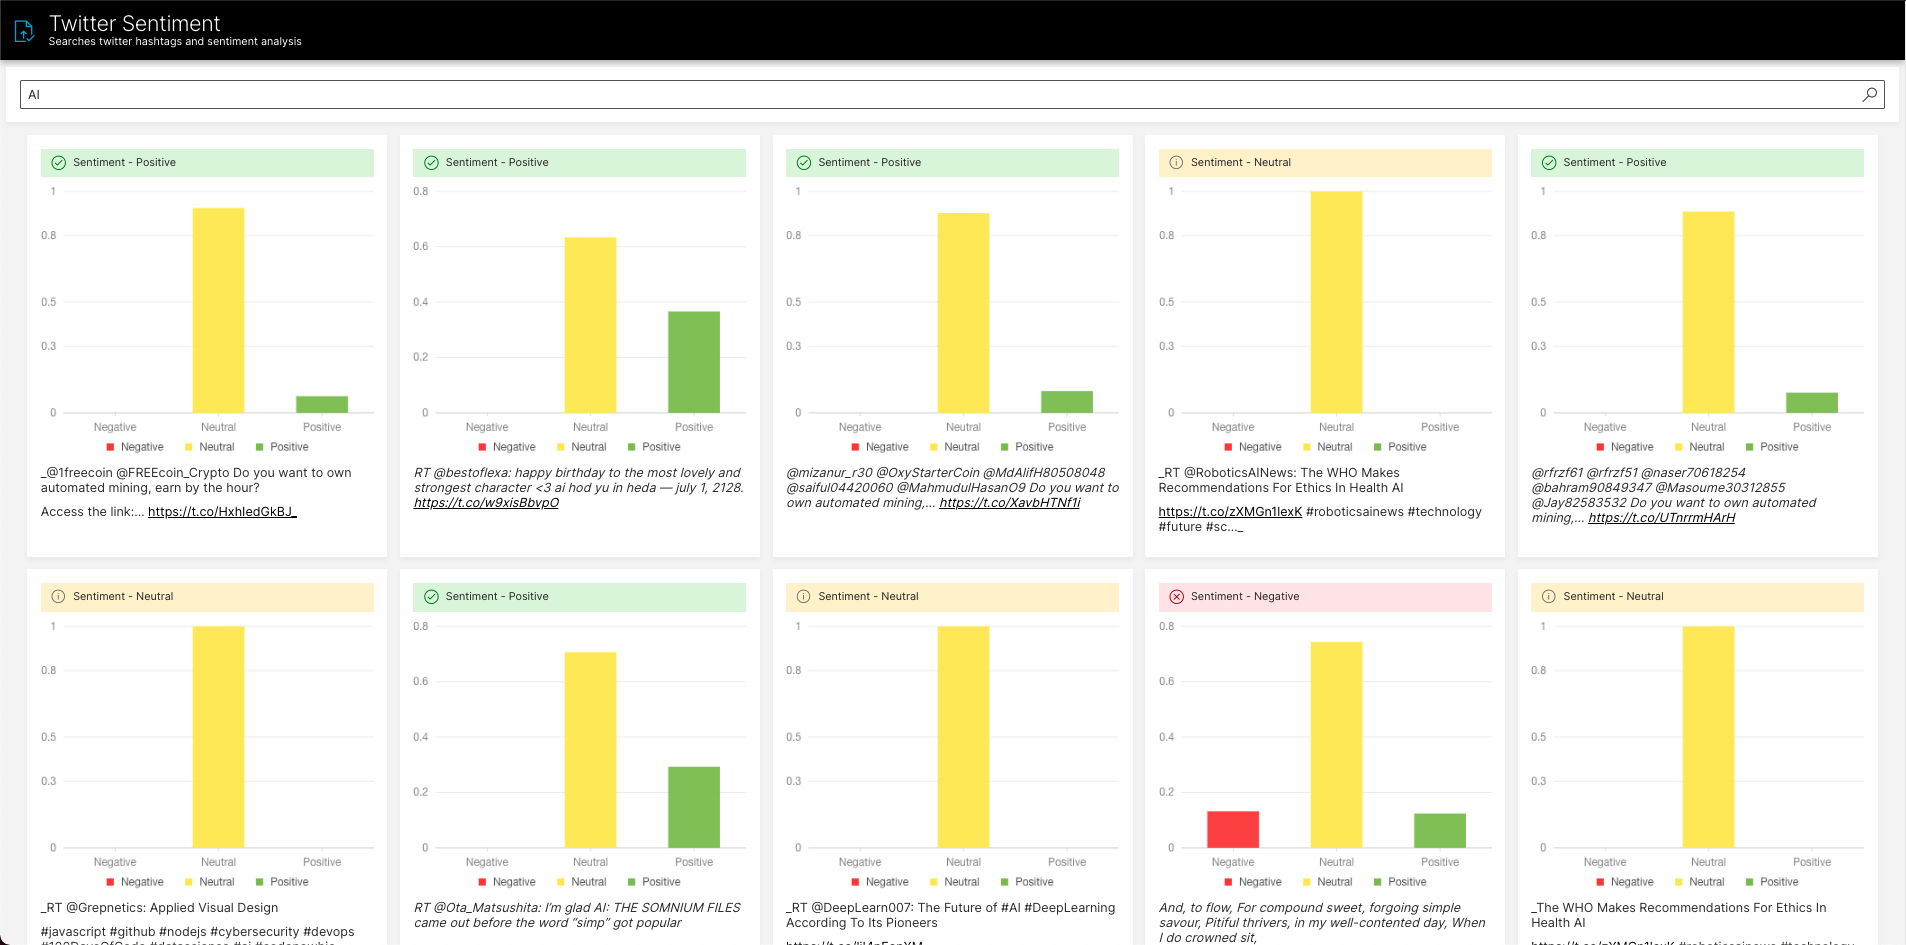 Twitter Sentiment
Searches twitter hashtags and sentiment analysis
AI
Sentiment - Positive
1
0.8
0.5
0.3
0
Negative Neutral Positive
Negative Neutral Positive
_@1freecoin @FREEcoin_Crypto Do you want to own
automated mining, earn by the hour?
Access the link:... https://t.co/HxhIedGkBJ_
Sentiment - Positive
0.8
0.6
0.4
0.2
0
Negative Neutral Positive
Negative Neutral Positive
RT @bestoflexa: happy birthday to the most lovely and
strongest character <3 ai hod yu in heda — july 1, 2128.
https://t.co/w9xisBbvpO
Sentiment - Positive
1
0.8
0.5
0.3
0
Negative Neutral Positive
Negative Neutral Positive
@mizanur_r30 @OxyStarterCoin @MdAlifH80508048
@saiful04420060 @MahmudulHasanO9 Do you want to
own automated mining,... https://t.co/XavbHTNf1i
Sentiment - Neutral
1
0.8
0.5
0.3
0
Negative Neutral Positive
Negative Neutral Positive
_RT @RoboticsAINews: The WHO Makes
Recommendations For Ethics In Health AI
https://t.co/zXMGn1lexK #roboticsainews #technology
#future #sc..._
Sentiment - Positive
1
0.8
0.5
0.3
0
Negative Neutral Positive
Negative Neutral Positive
@rfrzf61 @rfrzf51 @naser70618254
@bahram90849347 @Masoume30312855
@Jay82583532 Do you want to own automated
mining,... https://t.co/UTnrrmHArH
Sentiment - Neutral
1
0.8
0.5
0.3
0
Negative Neutral Positive
Negative Neutral Positive
_RT @Grepnetics: Applied Visual Design
#javascript #github #nodejs #cybersecurity #devops
Sentiment - Positive
0.8
0.6
0.4
0.2
0
Negative Neutral Positive
Negative Neutral Positive
RT @Ota_Matsushita: I'm glad AI: THE SOMNIUM FILES
came out before the word “simp” got popular
Sentiment - Neutral
1
0.8
0.5
0.3
0
Negative Neutral Positive
Negative Neutral Positive
_RT @DeepLearn007: The Future of #AI #DeepLearning
According To Its Pioneers
Sentiment - Negative
0.8
0.6
0.4
0.2
0
Negative Neutral Positive
Negative Neutral Positive
And, to flow, For compound sweet, forgoing simple
savour, Pitiful thrivers, in my well-contented day, When
I do crowned sit,
Sentiment - Neutral
1
0.8
0.5
0.3
0
Negative Neutral Positive
Negative Neutral Positive
_The WHO Makes Recommendations For Ethics In
Health AI